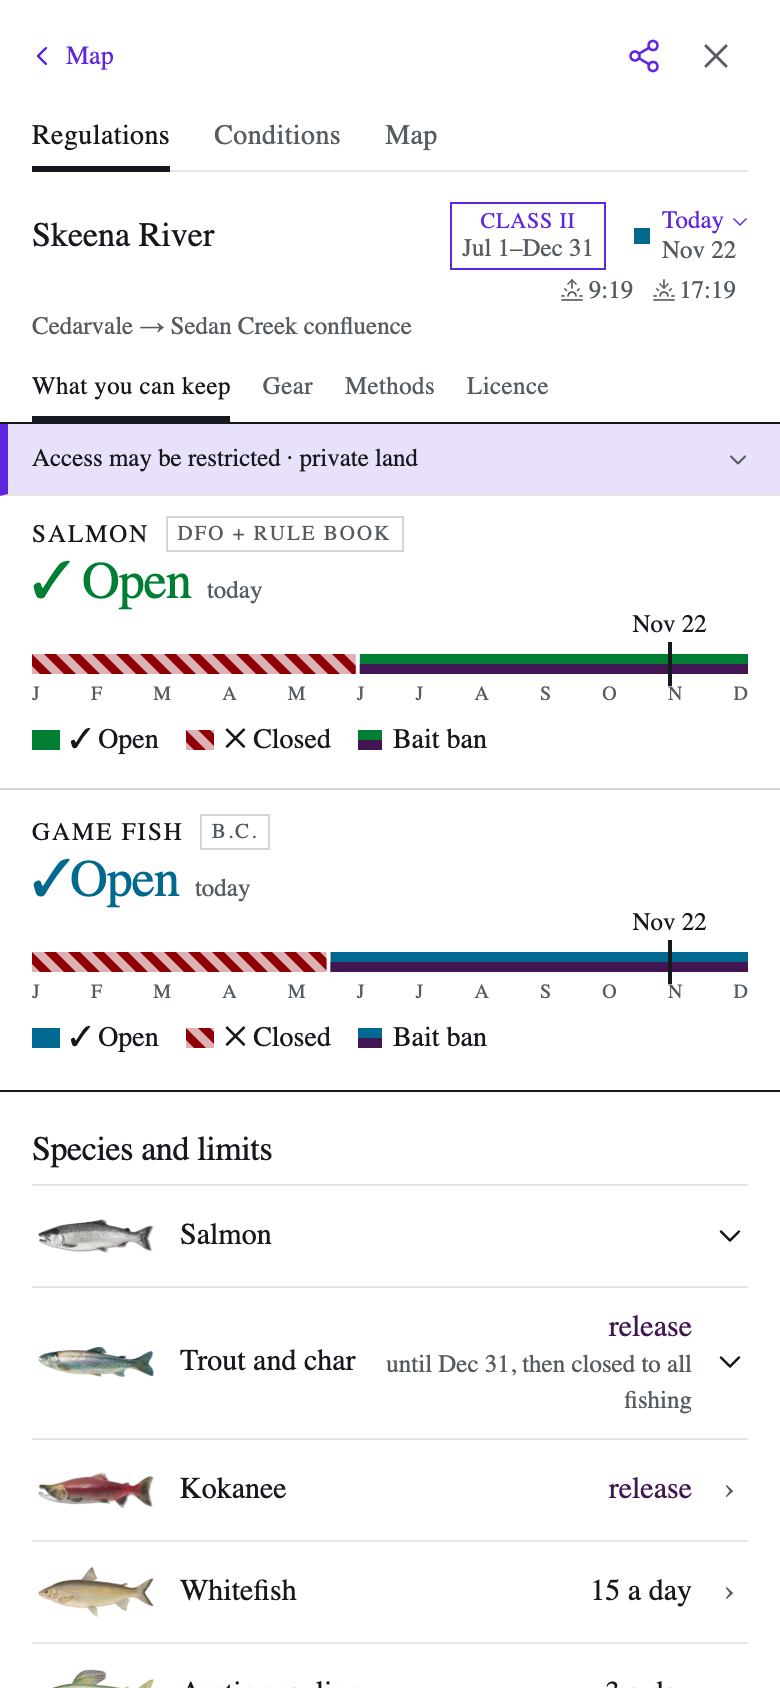 Map
Regulations Conditions Map
Skeena River
CLASS II
Jul 1–Dec 31
Today
Nov 22
9:19 17:19
Cedarvale → Sedan Creek confluence
What you can keep Gear Methods Licence
Access may be restricted · private land
SALMON DFO + RULE BOOK
✓ Open today
Nov 22
J F M A M J J A S O N D
✓ Open ✕ Closed Bait ban
GAME FISH B.C.
✓Open today
Nov 22
J F M A M J J A S O N D
✓ Open ✕ Closed Bait ban
Species and limits
Salmon
Trout and char
release
until Dec 31, then closed to all
fishing
Kokanee release
Whitefish 15 a day